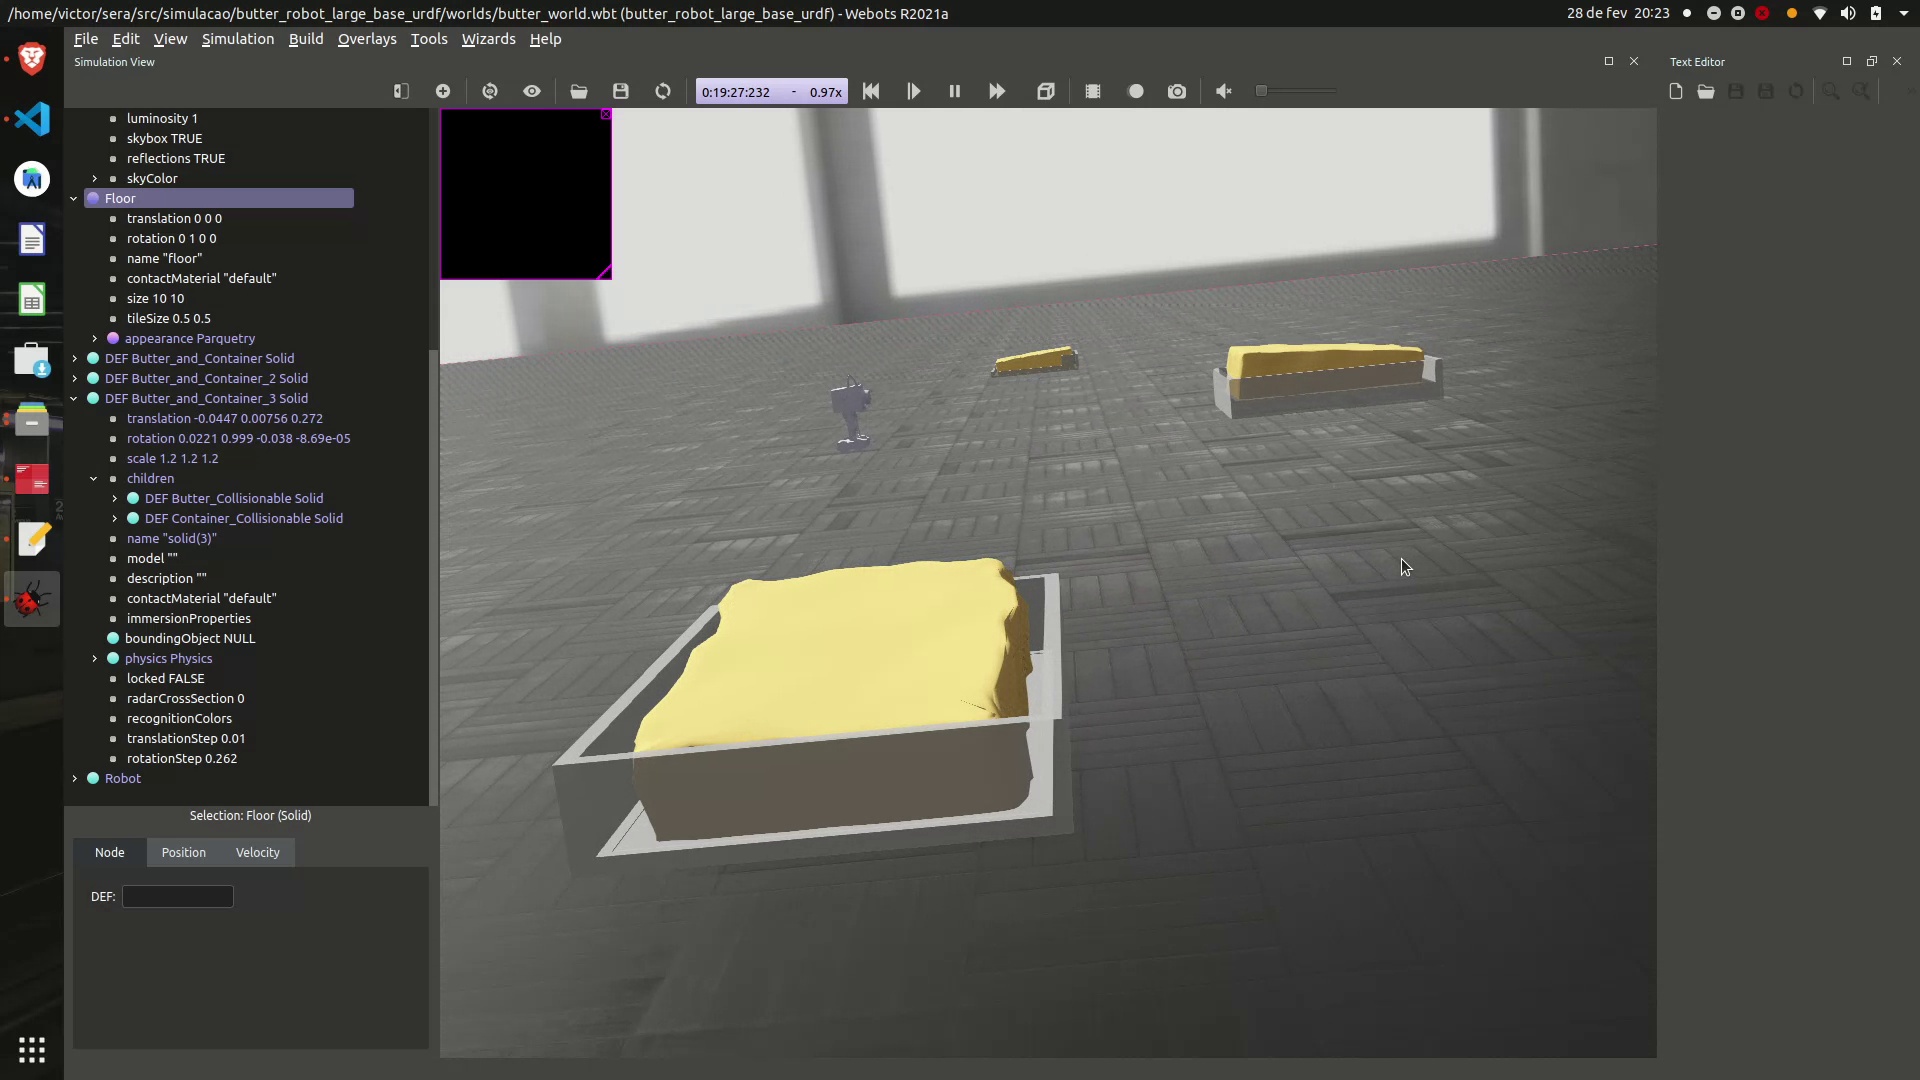 /home/victor/sera/src/simulacao/butter_robot_large_base_urdf/worlds/butter_world.wbt (butter_robot_large_base_urdf) - Webots R2021a
28 de fev 20:23
File Edit View Simulation Build Overlays Tools Wizards Help
Simulation View
Text Editor
0:19:27:232 - 0.97x
luminosity 1
skybox TRUE
reflections TRUE
skyColor
Floor
translation 0 0 0
rotation 0 1 0 0
name "floor"
contactMaterial "default"
size 10 10
tileSize 0.5 0.5
appearance Parquetry
DEF Butter_and_Container Solid
DEF Butter_and_Container_2 Solid
DEF Butter_and_Container_3 Solid
translation -0.0447 0.00756 0.272
rotation 0.0221 0.999 -0.038 -8.69e-05
scale 1.2 1.2 1.2
children
DEF Butter_Collisionable Solid
DEF Container_Collisionable Solid
name "solid(3)"
model ""
description ""
contactMaterial "default"
immersionProperties
boundingObject NULL
physics Physics
locked FALSE
radarCrossSection 0
recognitionColors
translationStep 0.01
rotationStep 0.262
Robot
Selection: Floor (Solid)
Node Position Velocity
DEF: